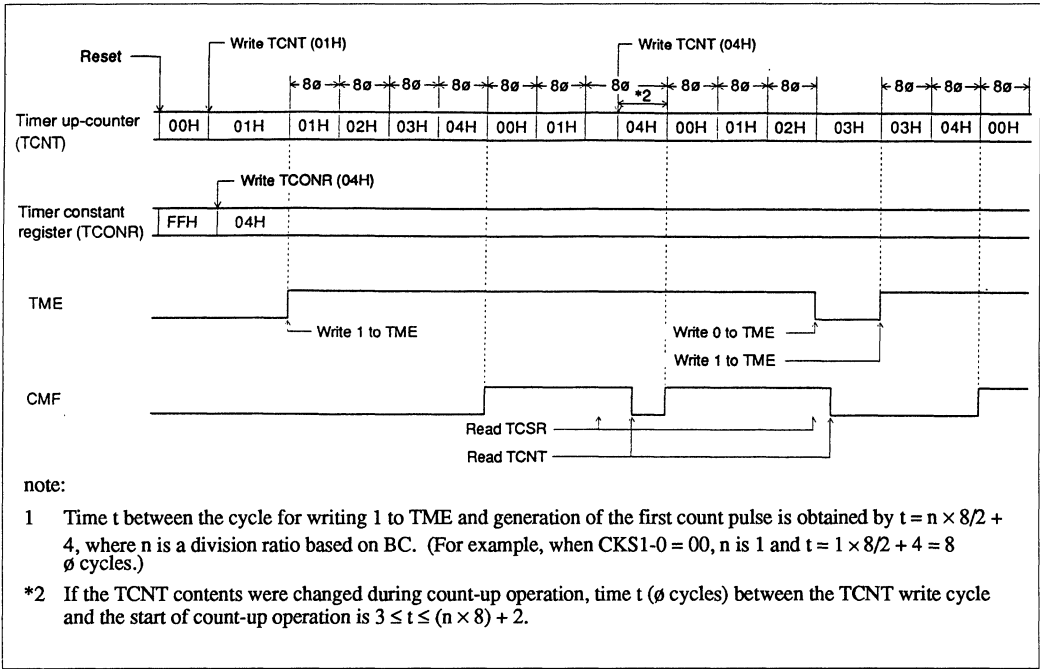 Reset
Write TCNT (01H)
Write TCNT (04H)
8ø 8ø 8ø 8ø 8ø 8ø 8ø 8ø 8ø 8ø 8ø 8ø 8ø
*2
Timer up-counter
(TCNT)
00H 01H 01H 02H 03H 04H 00H 01H 04H 00H 01H 02H 03H 03H 04H 00H
Write TCONR (04H)
Timer constant
register (TCONR)
FFH 04H
TME
Write 1 to TME
Write 0 to TME
Write 1 to TME
CMF
Read TCSR
Read TCNT
note:
1 Time t between the cycle for writing 1 to TME and generation of the first count pulse is obtained by t = n × 8/2 +
4, where n is a division ratio based on BC. (For example, when CKS1-0 = 00, n is 1 and t = 1 × 8/2 + 4 = 8
ø cycles.)
*2 If the TCNT contents were changed during count-up operation, time t (ø cycles) between the TCNT write cycle
and the start of count-up operation is 3 ≤ t ≤ (n × 8) + 2.